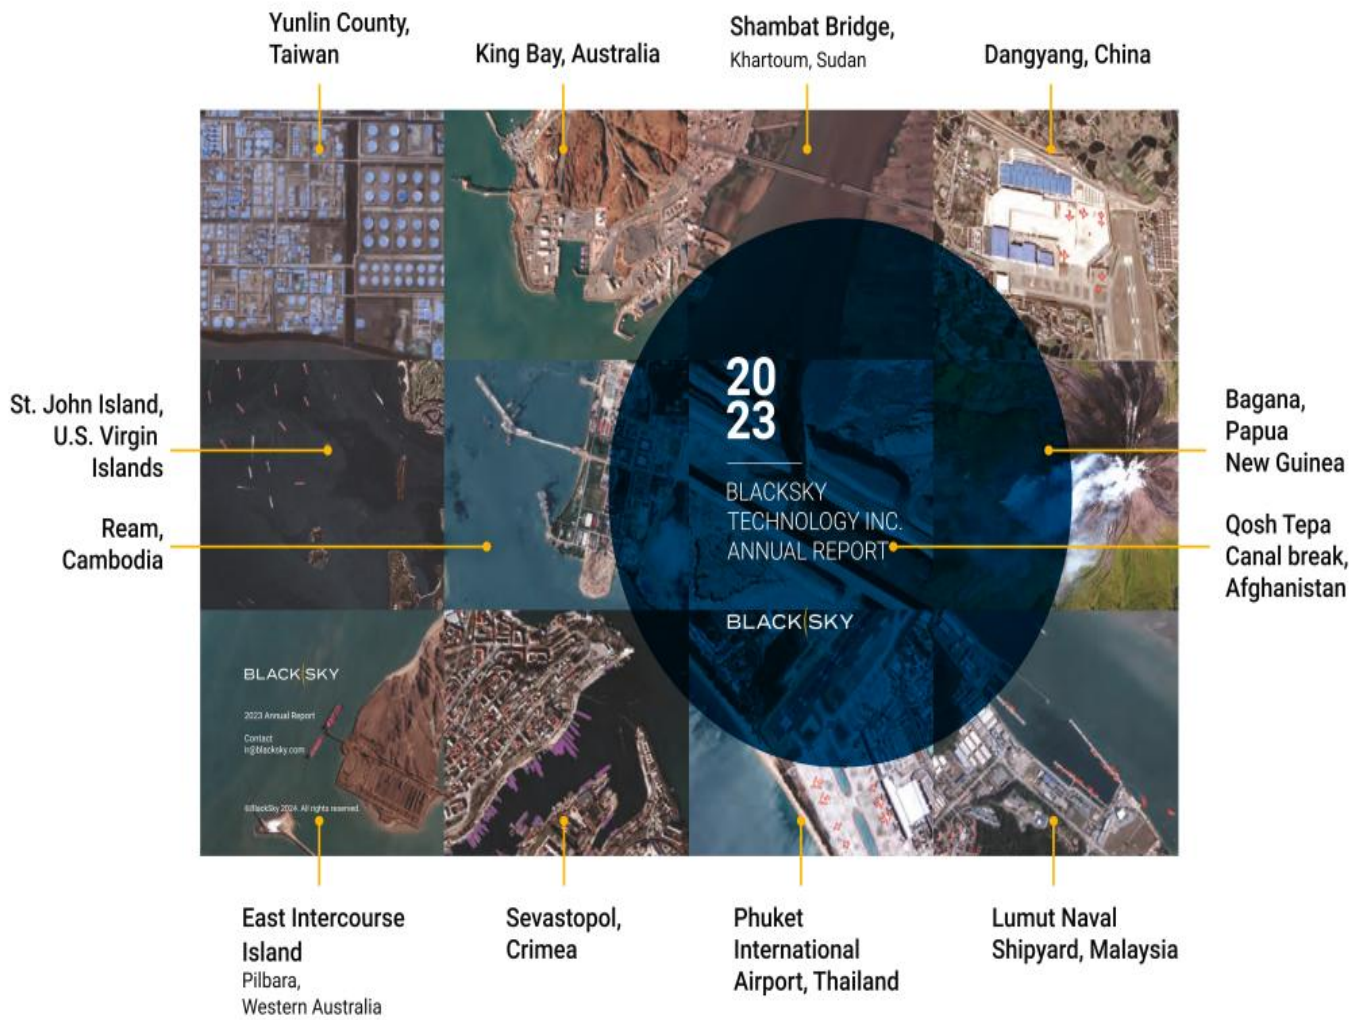 Yunlin County,
Taiwan
King Bay, Australia
Shambat Bridge,
Khartoum, Sudan
Dangyang, China
St. John Island,
U.S. Virgin
Islands
Ream,
Cambodia
20
23
BLACKSKY
TECHNOLOGY INC.
ANNUAL REPORT
BLACKSKY
Bagana,
Papua
New Guinea
Qosh Tepa
Canal break,
Afghanistan
BLACKSKY
2023 Annual Report
Contact
ir@blacksky.com
©BlackSky 2024. All rights reserved.
East Intercourse
Island
Pilbara,
Western Australia
Sevastopol,
Crimea
Phuket
International
Airport, Thailand
Lumut Naval
Shipyard, Malaysia